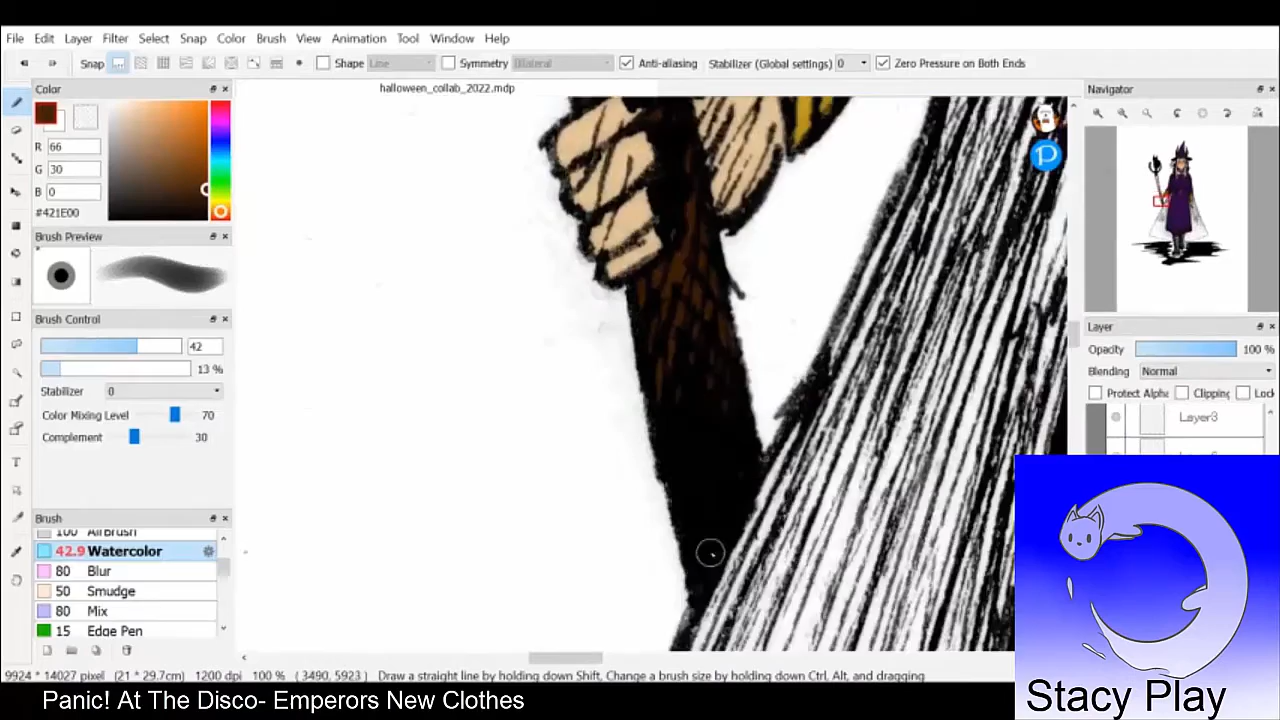 File Edit Layer Filter Select Snap Color Brush View Animation Tool Window Help
Snap Shape Line Symmetry Bilateral Anti-aliasing Stabilizer (Global settings) 0 Zero Pressure on Both Ends
Color
R 66
G 30
B 0
#421E00
Brush Preview
Brush Control
42
13 %
Stabilizer 0
Color Mixing Level 70
Complement 30
Brush
100 AirBrush
42.9 Watercolor
80 Blur
50 Smudge
80 Mix
15 Edge Pen
halloween_collab_2022.mdp
Navigator
Layer
Opacity 100 %
Blending Normal
Protect Alpha Clipping Lock
Layer3
9924 * 14027 pixel (21 * 29.7cm) 1200 dpi 100 % ( 3490, 5923 ) Draw a straight line by holding down Shift, Change a brush size by holding down Ctrl, Alt, and dragging
Stacy Play
Panic! At The Disco- Emperors New Clothes